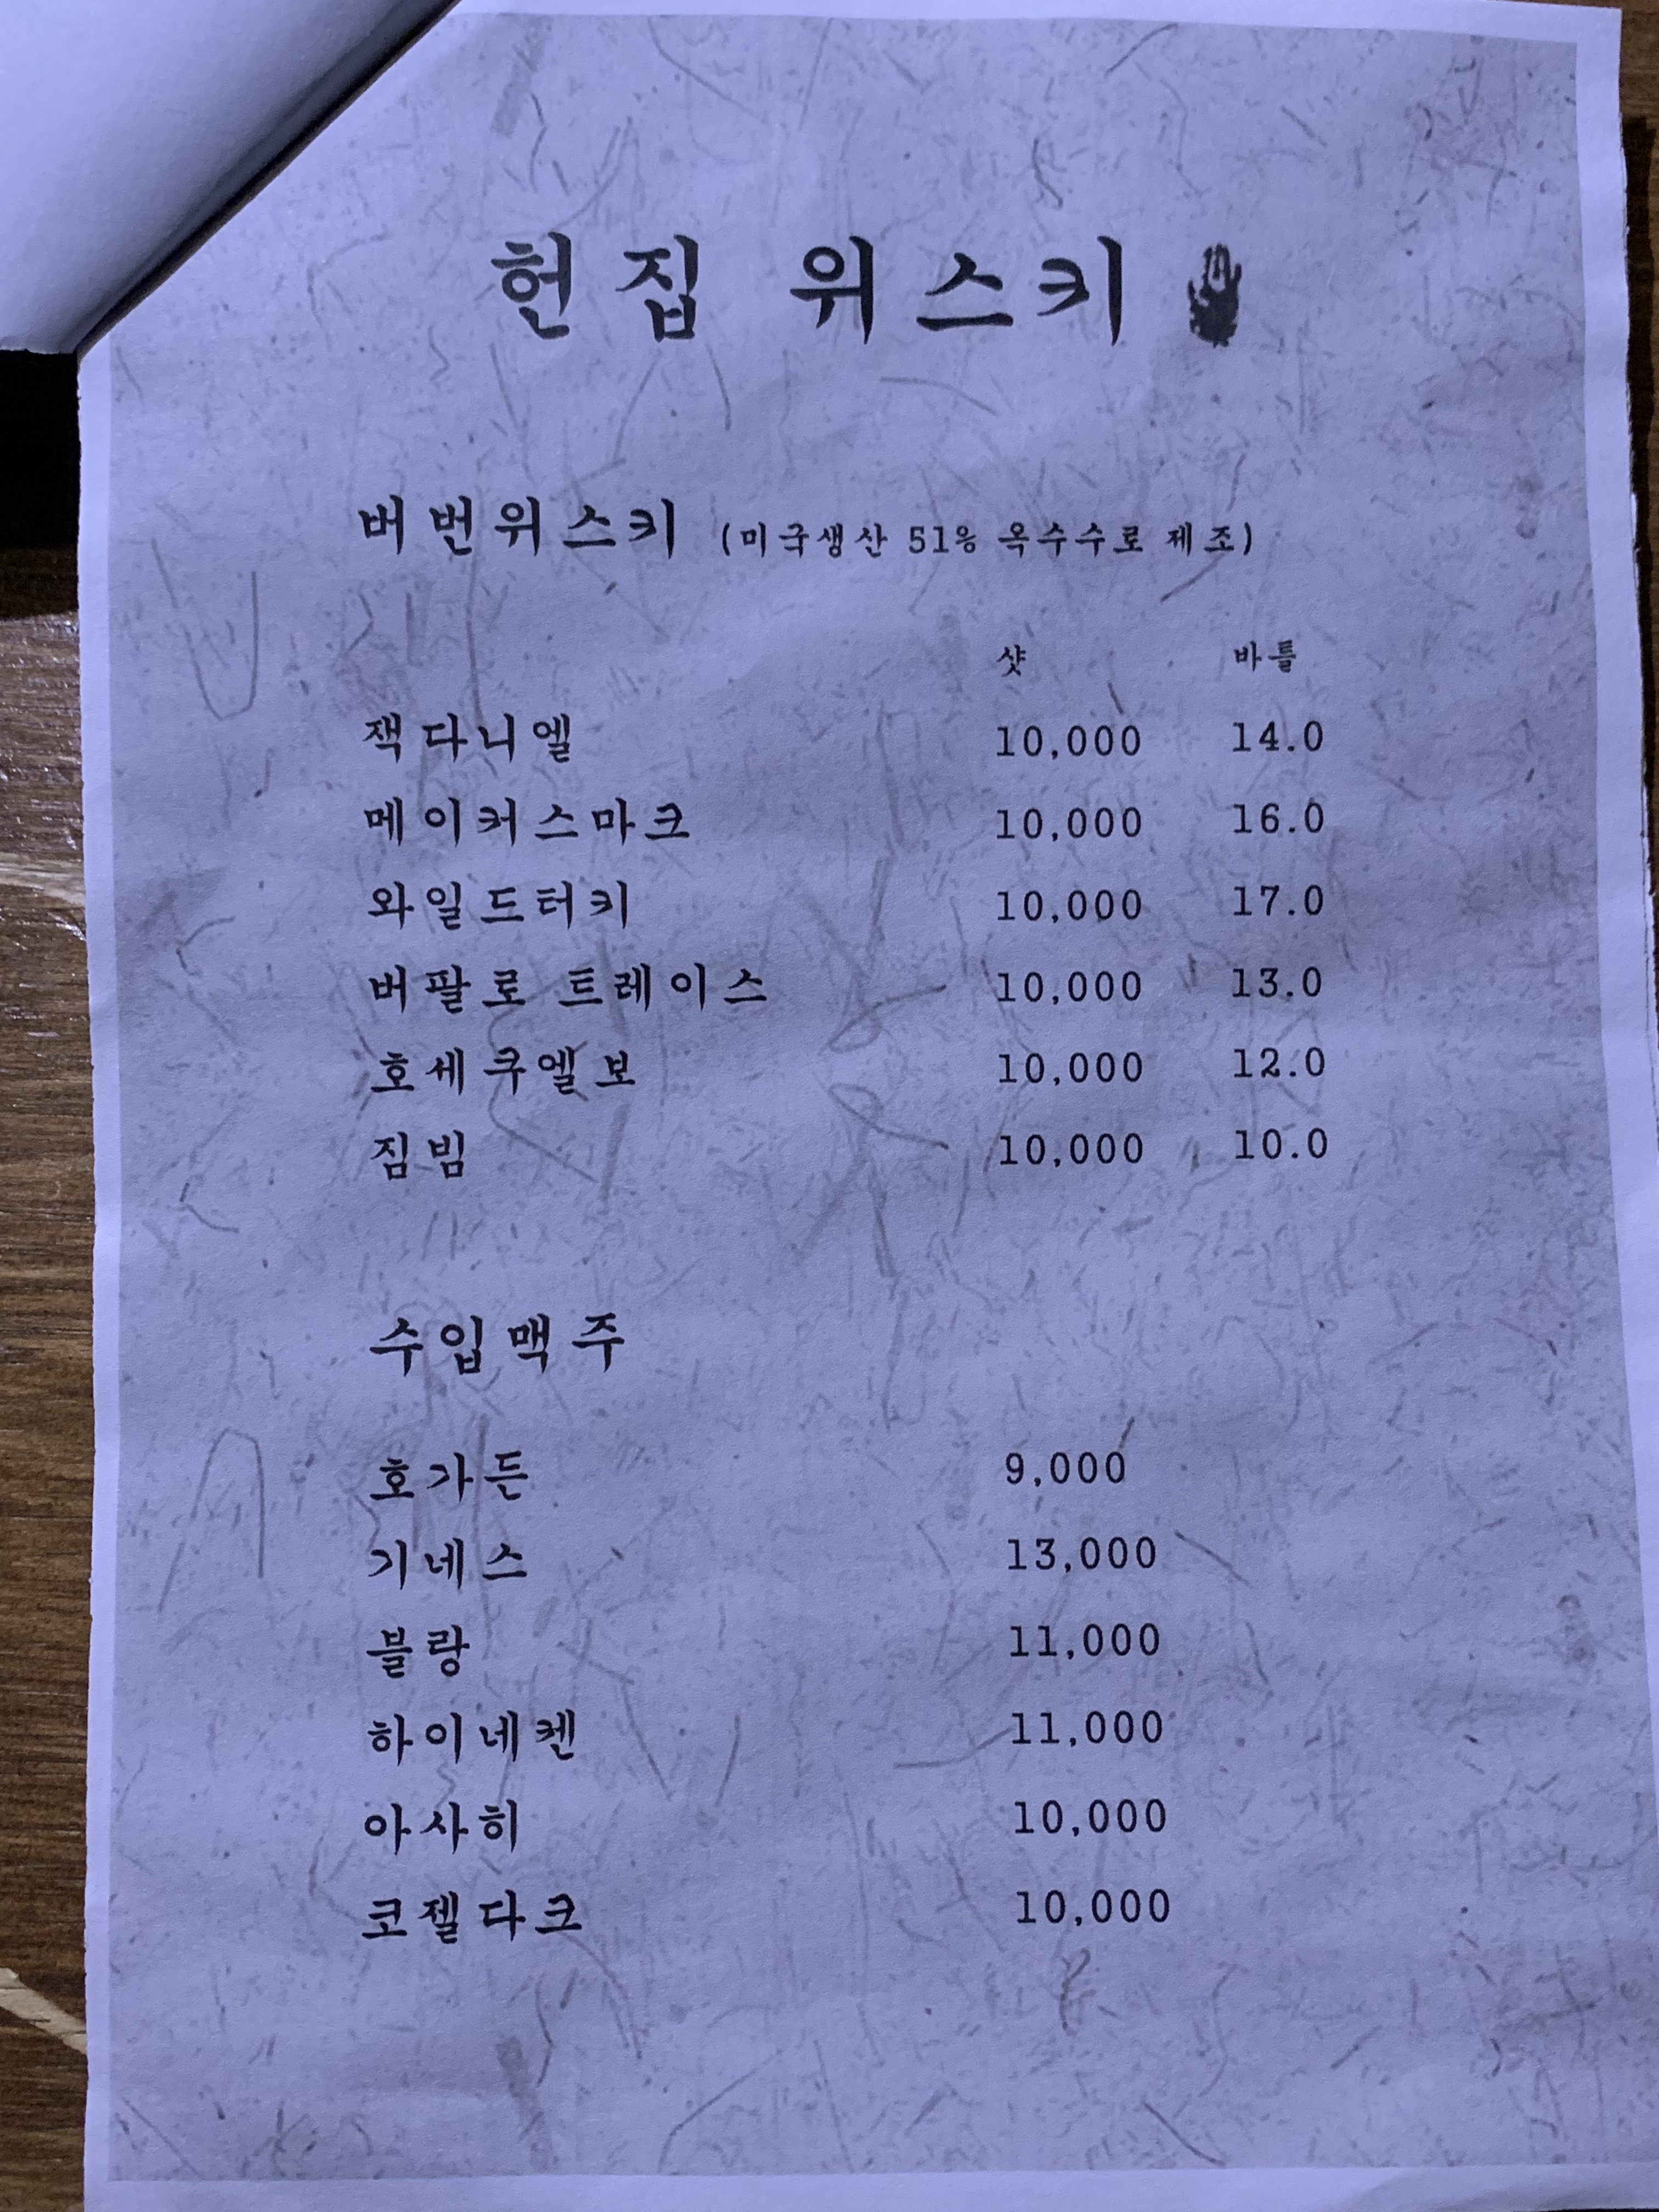 헌집 위스키
버번위스키 (미국생산 51% 옥수수로 제조)
샷 바틀
잭다니엘 10,000 14.0
메이커스마크 10,000 16.0
와일드터키 10,000 17.0
버팔로 트레이스 10,000 13.0
호세쿠엘보 10,000 12.0
짐빔 10,000 10.0
수입맥주
호가든 9,000
기네스 13,000
블랑 11,000
하이네켄 11,000
아사히 10,000
코젤다크 10,000